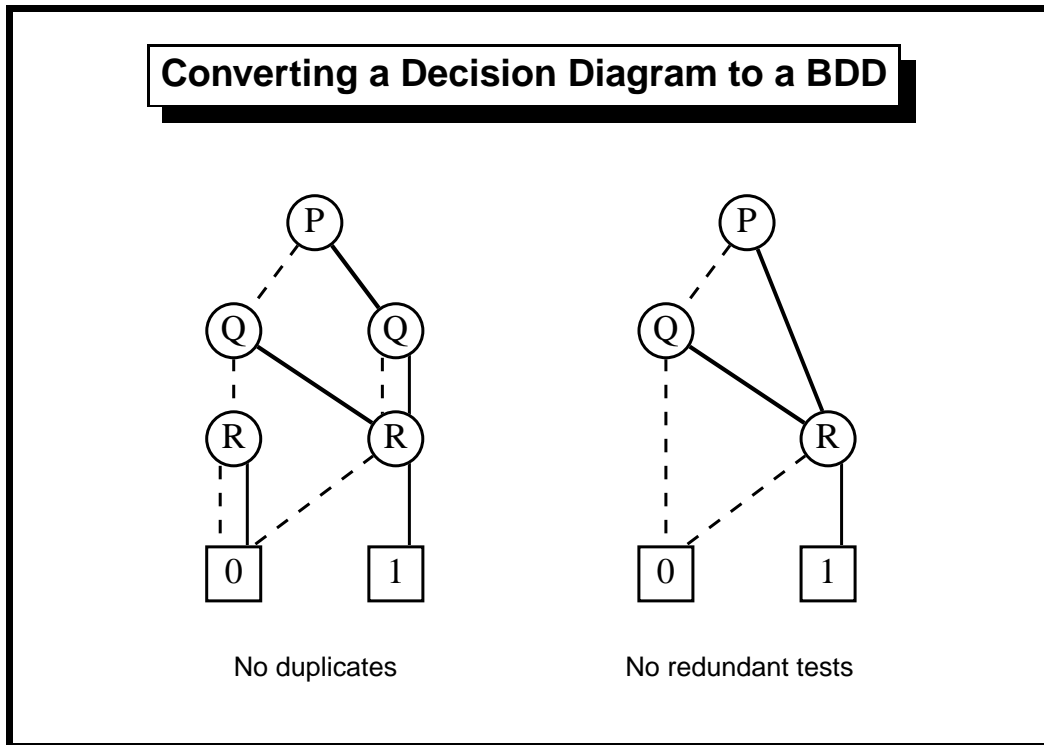 Converting a Decision Diagram to a BDD
P
P
Q
Q
Q
R
R
R
0
1
0
1
No duplicates
No redundant tests